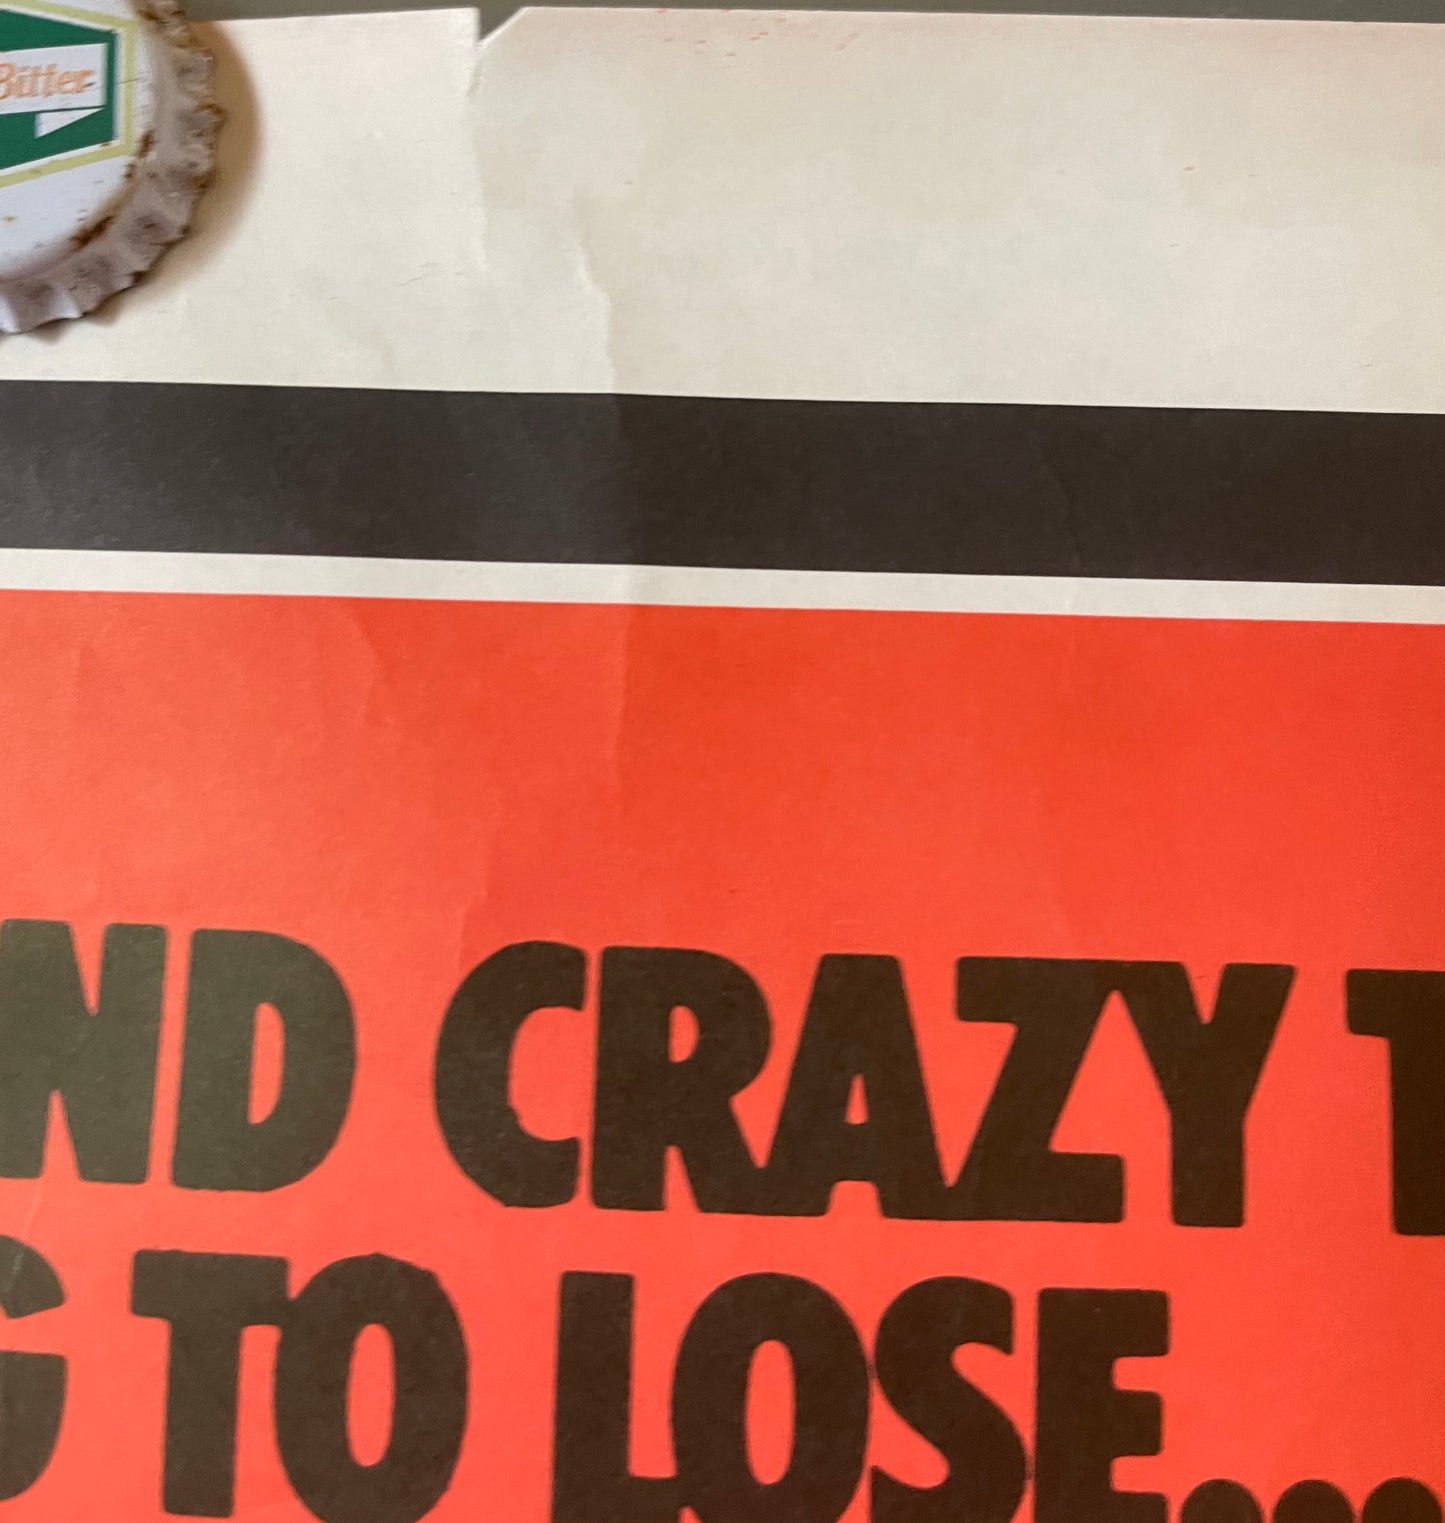 Bitter
ND CRAZY T
G TO LOSE...